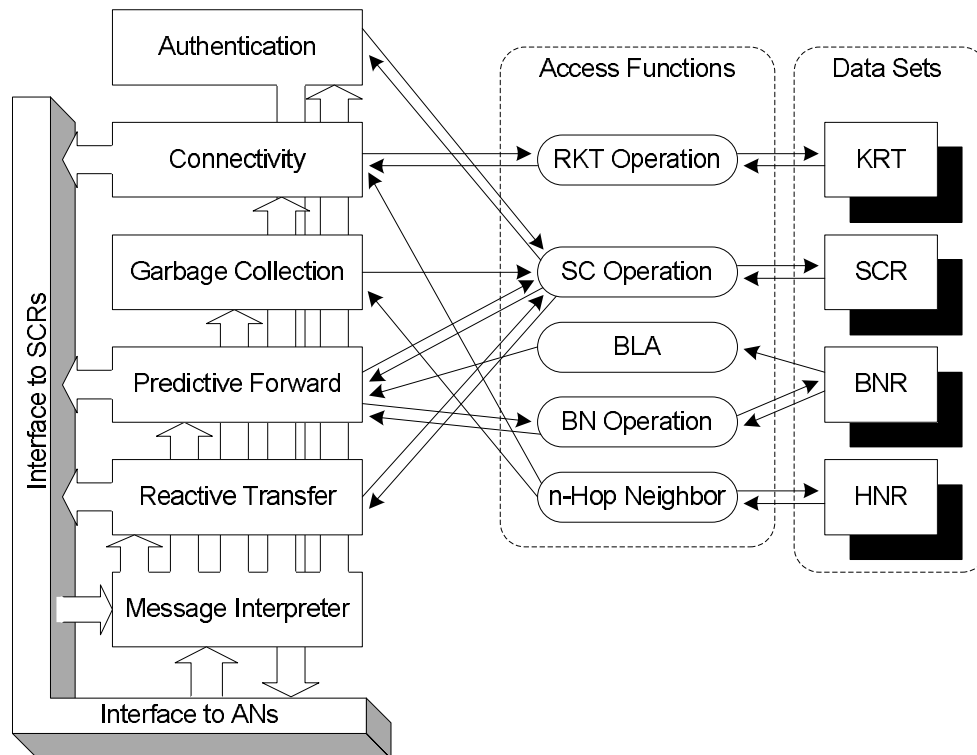 Authentication
Connectivity
Garbage Collection
Predictive Forward
Reactive Transfer
Message Interpreter
Interface to SCRs
Interface to ANs
Access Functions
RKT Operation
SC Operation
BLA
BN Operation
n-Hop Neighbor
Data Sets
KRT
SCR
BNR
HNR